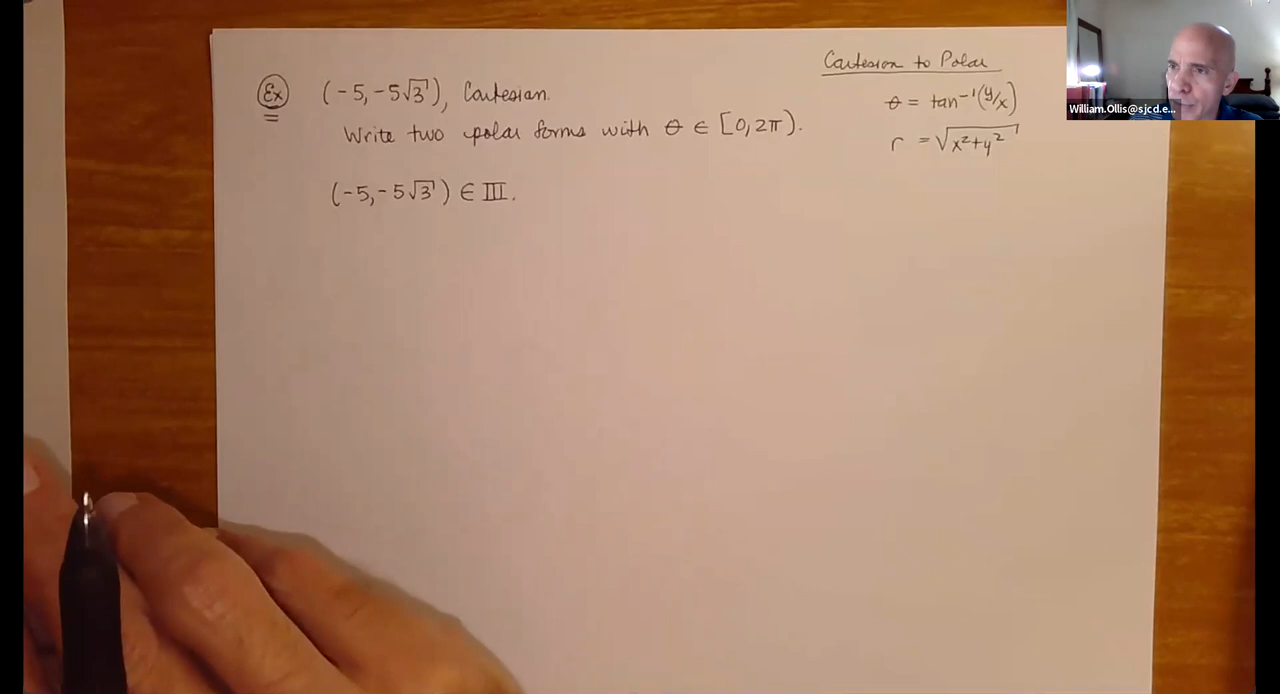 Ex (-5, -5√3), Cartesian.
Write two polar forms with θ ∈ [0, 2π).
(-5, -5√3) ∈ III.
Cartesian to Polar
θ = tan⁻¹(y/x)
r = √x²+y²
William.Ollis@sjcd.e...